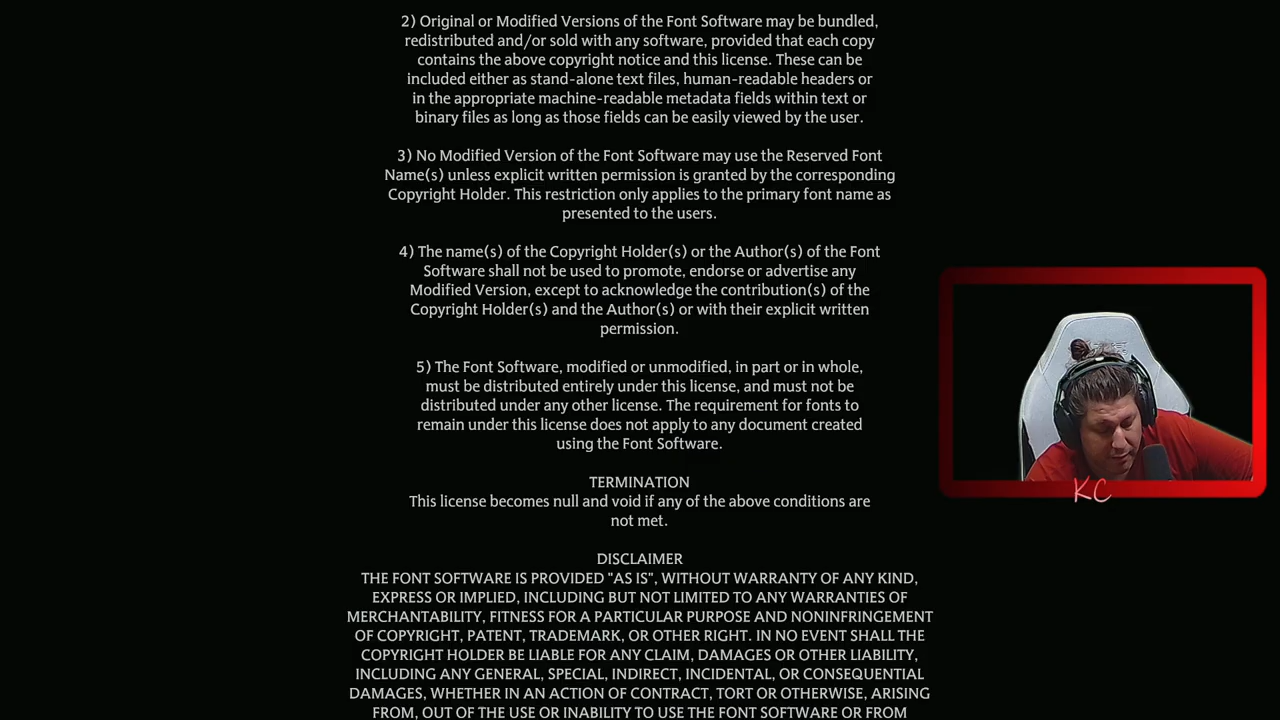 2) Original or Modified Versions of the Font Software may be bundled,
redistributed and/or sold with any software, provided that each copy
contains the above copyright notice and this license. These can be
included either as stand-alone text files, human-readable headers or
in the appropriate machine-readable metadata fields within text or
binary files as long as those fields can be easily viewed by the user.
3) No Modified Version of the Font Software may use the Reserved Font
Name(s) unless explicit written permission is granted by the corresponding
Copyright Holder. This restriction only applies to the primary font name as
presented to the users.
4) The name(s) of the Copyright Holder(s) or the Author(s) of the Font
Software shall not be used to promote, endorse or advertise any
Modified Version, except to acknowledge the contribution(s) of the
Copyright Holder(s) and the Author(s) or with their explicit written
permission.
5) The Font Software, modified or unmodified, in part or in whole,
must be distributed entirely under this license, and must not be
distributed under any other license. The requirement for fonts to
remain under this license does not apply to any document created
using the Font Software.
TERMINATION
This license becomes null and void if any of the above conditions are
not met.
DISCLAIMER
THE FONT SOFTWARE IS PROVIDED "AS IS", WITHOUT WARRANTY OF ANY KIND,
EXPRESS OR IMPLIED, INCLUDING BUT NOT LIMITED TO ANY WARRANTIES OF
MERCHANTABILITY, FITNESS FOR A PARTICULAR PURPOSE AND NONINFRINGEMENT
OF COPYRIGHT, PATENT, TRADEMARK, OR OTHER RIGHT. IN NO EVENT SHALL THE
COPYRIGHT HOLDER BE LIABLE FOR ANY CLAIM, DAMAGES OR OTHER LIABILITY,
INCLUDING ANY GENERAL, SPECIAL, INDIRECT, INCIDENTAL, OR CONSEQUENTIAL
DAMAGES, WHETHER IN AN ACTION OF CONTRACT, TORT OR OTHERWISE, ARISING
FROM, OUT OF THE USE OR INABILITY TO USE THE FONT SOFTWARE OR FROM
KC